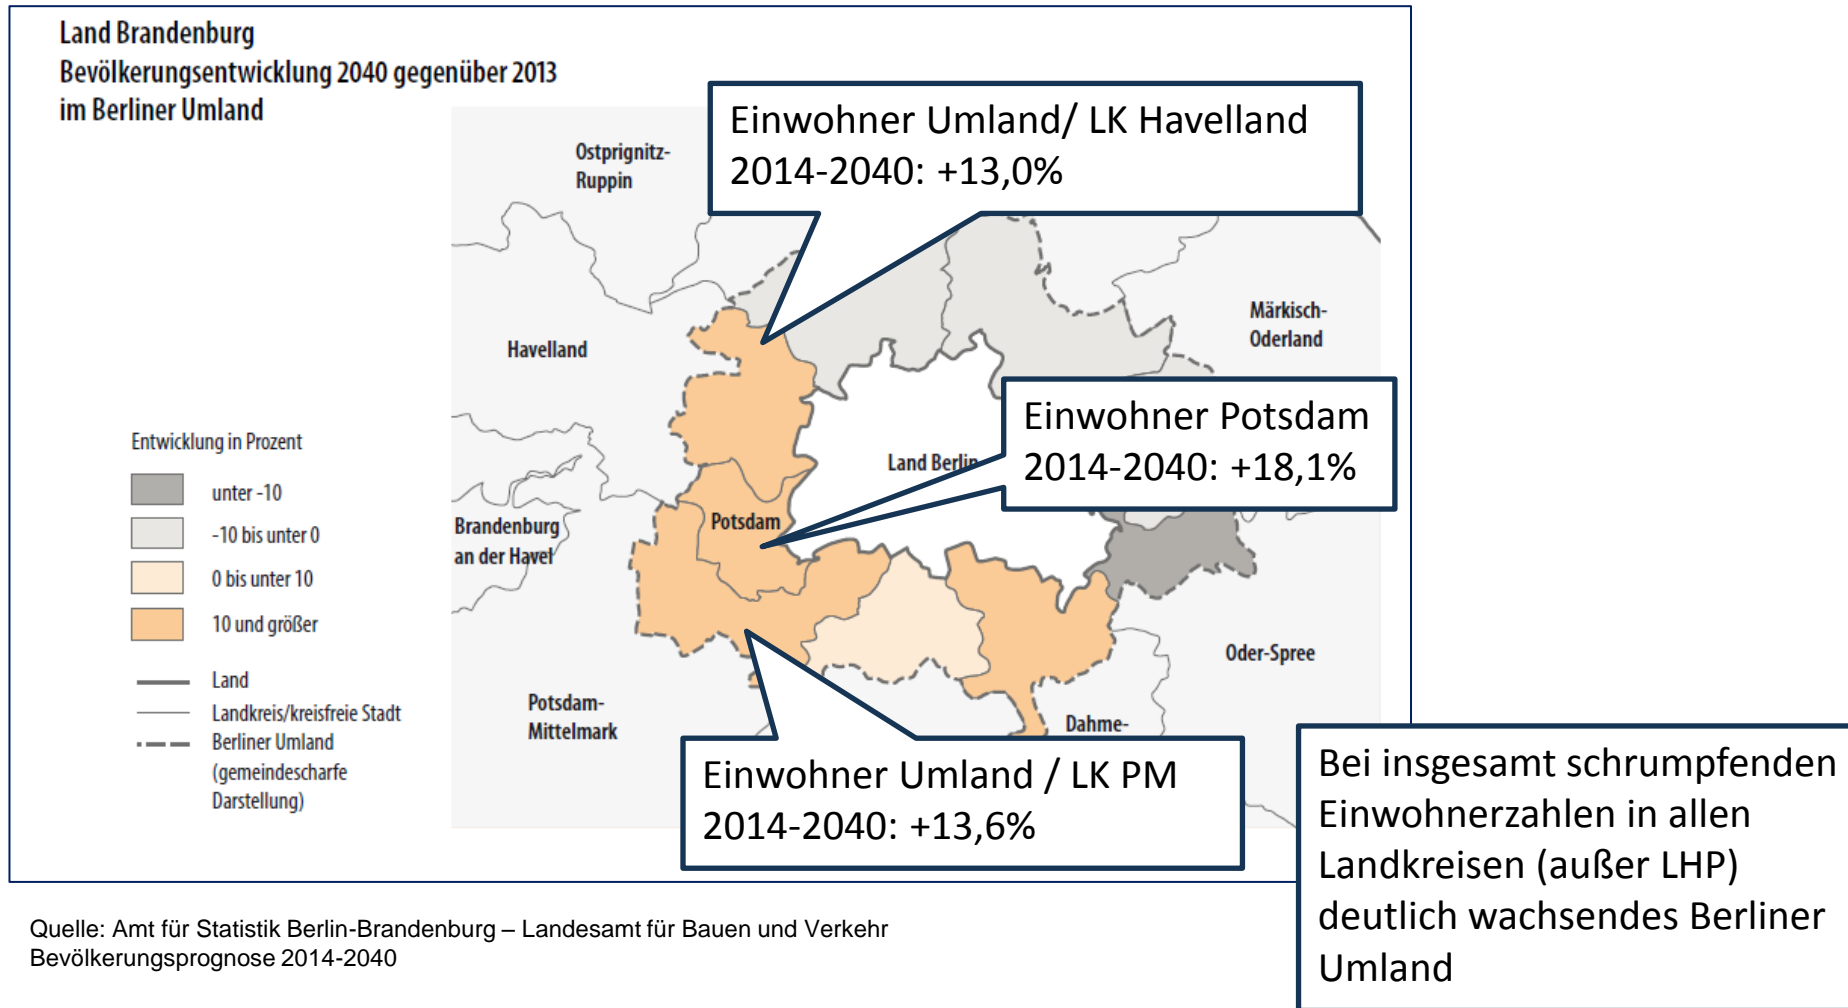 Land Brandenburg
Bevölkerungsentwicklung 2040 gegenüber 2013
im Berliner Umland
Einwohner Umland/ LK Havelland
2014-2040: +13,0%
Ostprignitz-
Ruppin
Märkisch-
Oderland
Havelland
Einwohner Potsdam
2014-2040: +18,1%
Land Berlin
Potsdam
Brandenburg
an der Havel
Entwicklung in Prozent
unter -10
-10 bis unter 0
0 bis unter 10
10 und größer
Land
Landkreis/kreisfreie Stadt
Berliner Umland
(gemeindescharfe
Darstellung)
Oder-Spree
Potsdam-
Mittelmark
Dahme-
Einwohner Umland / LK PM
2014-2040: +13,6%
Bei insgesamt schrumpfenden
Einwohnerzahlen in allen
Landkreisen (außer LHP)
deutlich wachsendes Berliner
Umland
Quelle: Amt für Statistik Berlin-Brandenburg – Landesamt für Bauen und Verkehr
Bevölkerungsprognose 2014-2040